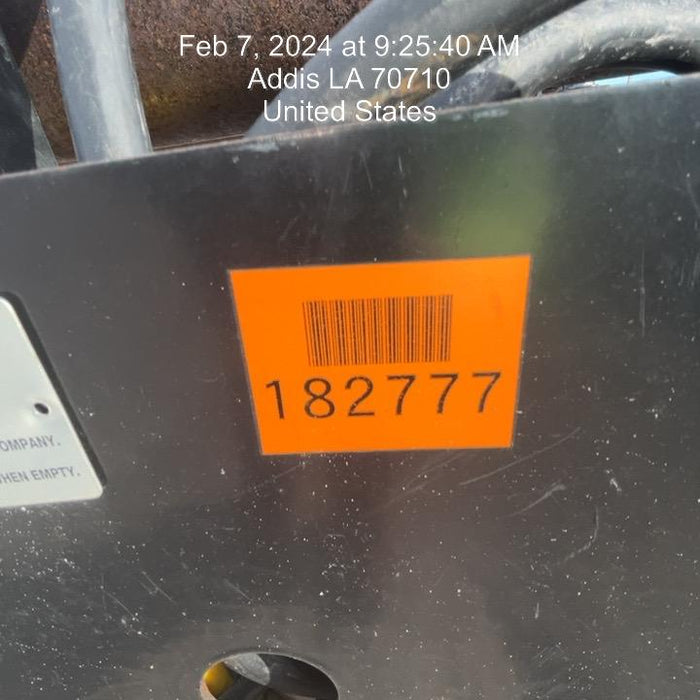 Feb 7, 2024 at 9:25:40 AM
Addis LA 70710
United States
182777
OMPANY.
HEN EMPTY.